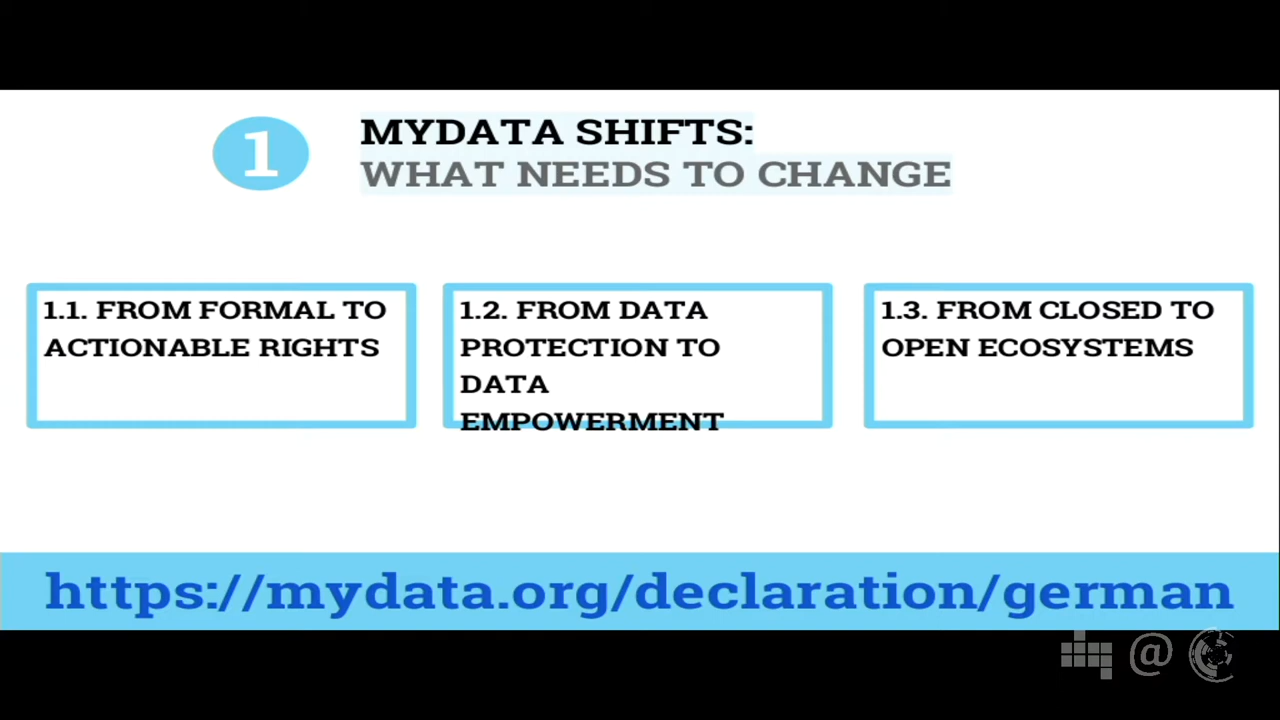 1
MYDATA SHIFTS:
WHAT NEEDS TO CHANGE
1.1. FROM FORMAL TO
ACTIONABLE RIGHTS
1.2. FROM DATA
PROTECTION TO
DATA
EMPOWERMENT
1.3. FROM CLOSED TO
OPEN ECOSYSTEMS
https://mydata.org/declaration/german
@